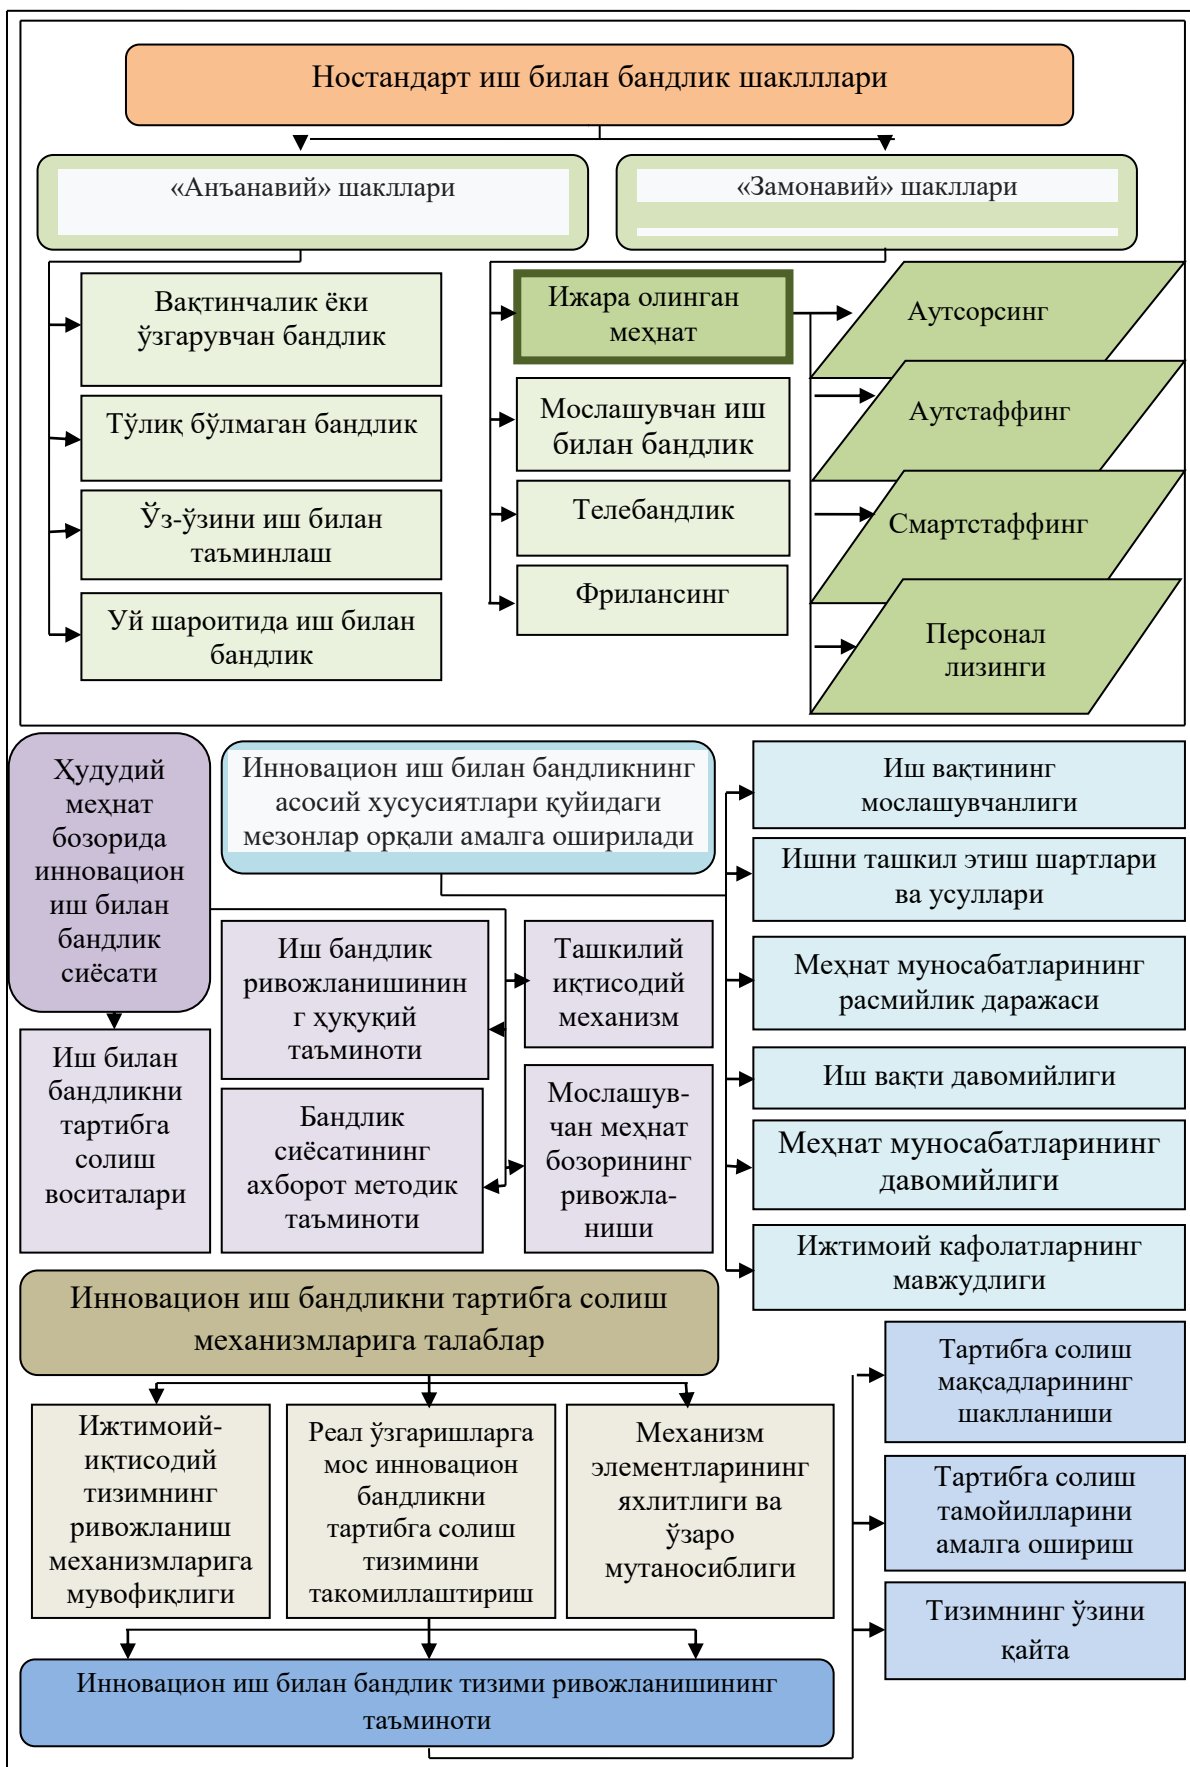 Ностандарт иш билан бандлик шаклллари
«Анъанавий» шакллари
«Замонавий» шакллари
Вақтинчалик ёки
ўзгарувчан бандлик
Тўлиқ бўлмаган бандлик
Ўз-ўзини иш билан
таъминлаш
Уй шароитида иш билан
бандлик
Ижара олинган
меҳнат
Мослашувчан иш
билан бандлик
Телебандлик
Фрилансинг
Аутсорсинг
Аутстаффинг
Смартстаффинг
Персонал
лизинги
Ҳудудий
меҳнат
бозорида
инновацион
иш билан
бандлик
сиёсати
Иш билан
бандликни
тартибга
солиш
воситалари
Инновацион иш билан бандликнинг
асосий хусусиятлари қуйидаги
мезонлар орқали амалга оширилади
Иш бандлик
ривожланишинин
г ҳуқуқий
таъминоти
Бандлик
сиёсатининг
ахборот методик
таъминоти
Ташкилий
иқтисодий
механизм
Мослашув-
чан меҳнат
бозорининг
ривожла-
ниши
Иш вақтининг
мослашувчанлиги
Ишни ташкил этиш шартлари
ва усуллари
Меҳнат муносабатларининг
расмийлик даражаси
Иш вақти давомийлиги
Меҳнат муносабатларининг
давомийлиги
Ижтимоий кафолатларнинг
мавжудлиги
Инновацион иш бандликни тартибга солиш
механизмларига талаблар
Ижтимоий-
иқтисодий
тизимнинг
ривожланиш
механизмларига
мувофиқлиги
Реал ўзгаришларга
мос инновацион
бандликни
тартибга солиш
тизимини
такомиллаштириш
Механизм
элементларининг
яхлитлиги ва
ўзаро
мутаносиблиги
Тартибга солиш
мақсадларининг
шаклланиши
Тартибга солиш
тамойилларини
амалга ошириш
Тизимнинг ўзини
қайта
Инновацион иш билан бандлик тизими ривожланишининг
таъминоти